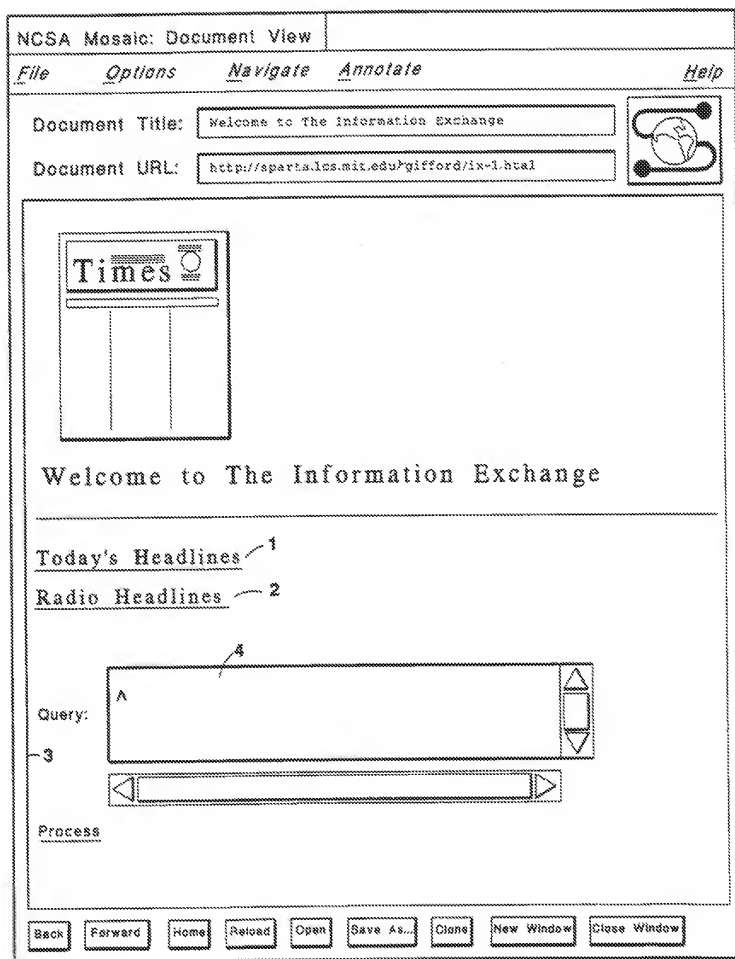 NCSA Mosaic: Document View
File Options Navigate Annotate Help
Document Title: Welcome to The Information Exchange
Document URL: http://sparta.lcs.mit.edu/gifford/ix-1.html
Times
Welcome to The Information Exchange
Today's Headlines 1
Radio Headlines 2
4
^
Query:
3
Process
Back Forward Home Reload Open Save As... Clone New Window Close Window